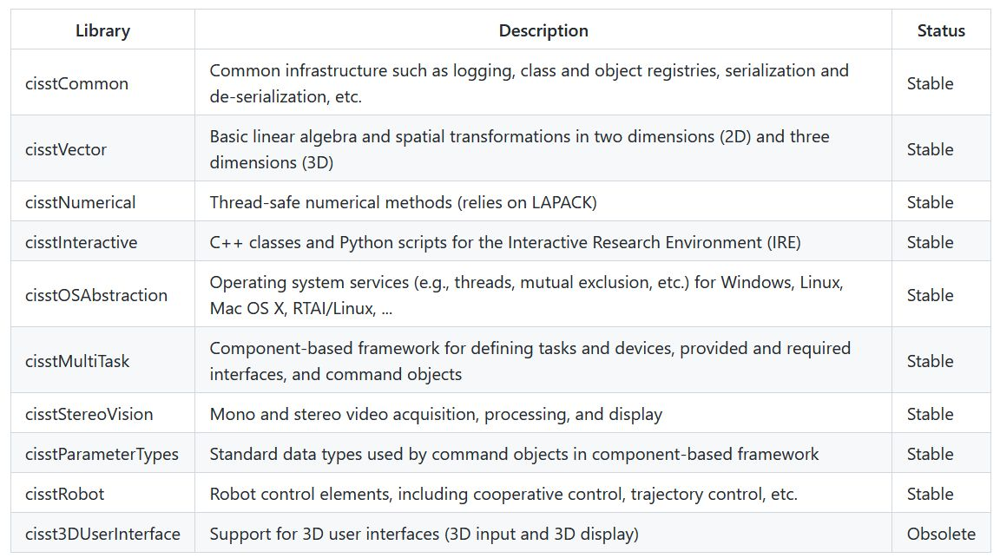 Library Description Status
cisstCommon Common infrastructure such as logging, class and object registries, serialization and
de-serialization, etc. Stable
cisstVector Basic linear algebra and spatial transformations in two dimensions (2D) and three
dimensions (3D) Stable
cisstNumerical Thread-safe numerical methods (relies on LAPACK) Stable
cisstInteractive C++ classes and Python scripts for the Interactive Research Environment (IRE) Stable
cisstOSAbstraction Operating system services (e.g., threads, mutual exclusion, etc.) for Windows, Linux,
Mac OS X, RTAI/Linux, ... Stable
cisstMultiTask Component-based framework for defining tasks and devices, provided and required
interfaces, and command objects Stable
cisstStereoVision Mono and stereo video acquisition, processing, and display Stable
cisstParameterTypes Standard data types used by command objects in component-based framework Stable
cisstRobot Robot control elements, including cooperative control, trajectory control, etc. Stable
cisst3DUserInterface Support for 3D user interfaces (3D input and 3D display) Obsolete